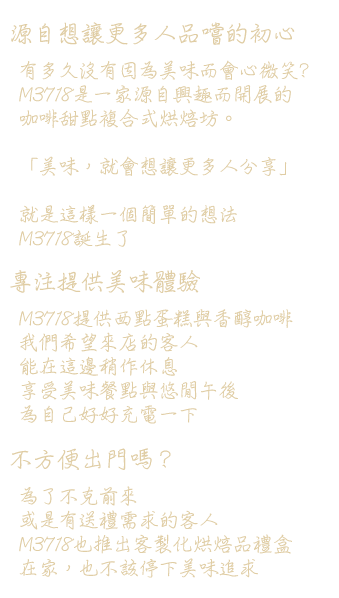 源自想讓更多人品嚐的初心
有多久沒有因為美味而會心微笑?
M3718是一家源自興趣而開展的
咖啡甜點複合式烘焙坊。
「美味，就會想讓更多人分享」
就是這樣一個簡單的想法
M3718誕生了
專注提供美味體驗
M3718提供西點蛋糕與香醇咖啡
我們希望來店的客人
能在這邊稍作休息
享受美味餐點與悠閒午後
為自己好好充電一下
不方便出門嗎？
為了不克前來
或是有送禮需求的客人
M3718也推出客製化烘焙品禮盒
在家，也不該停下美味追求